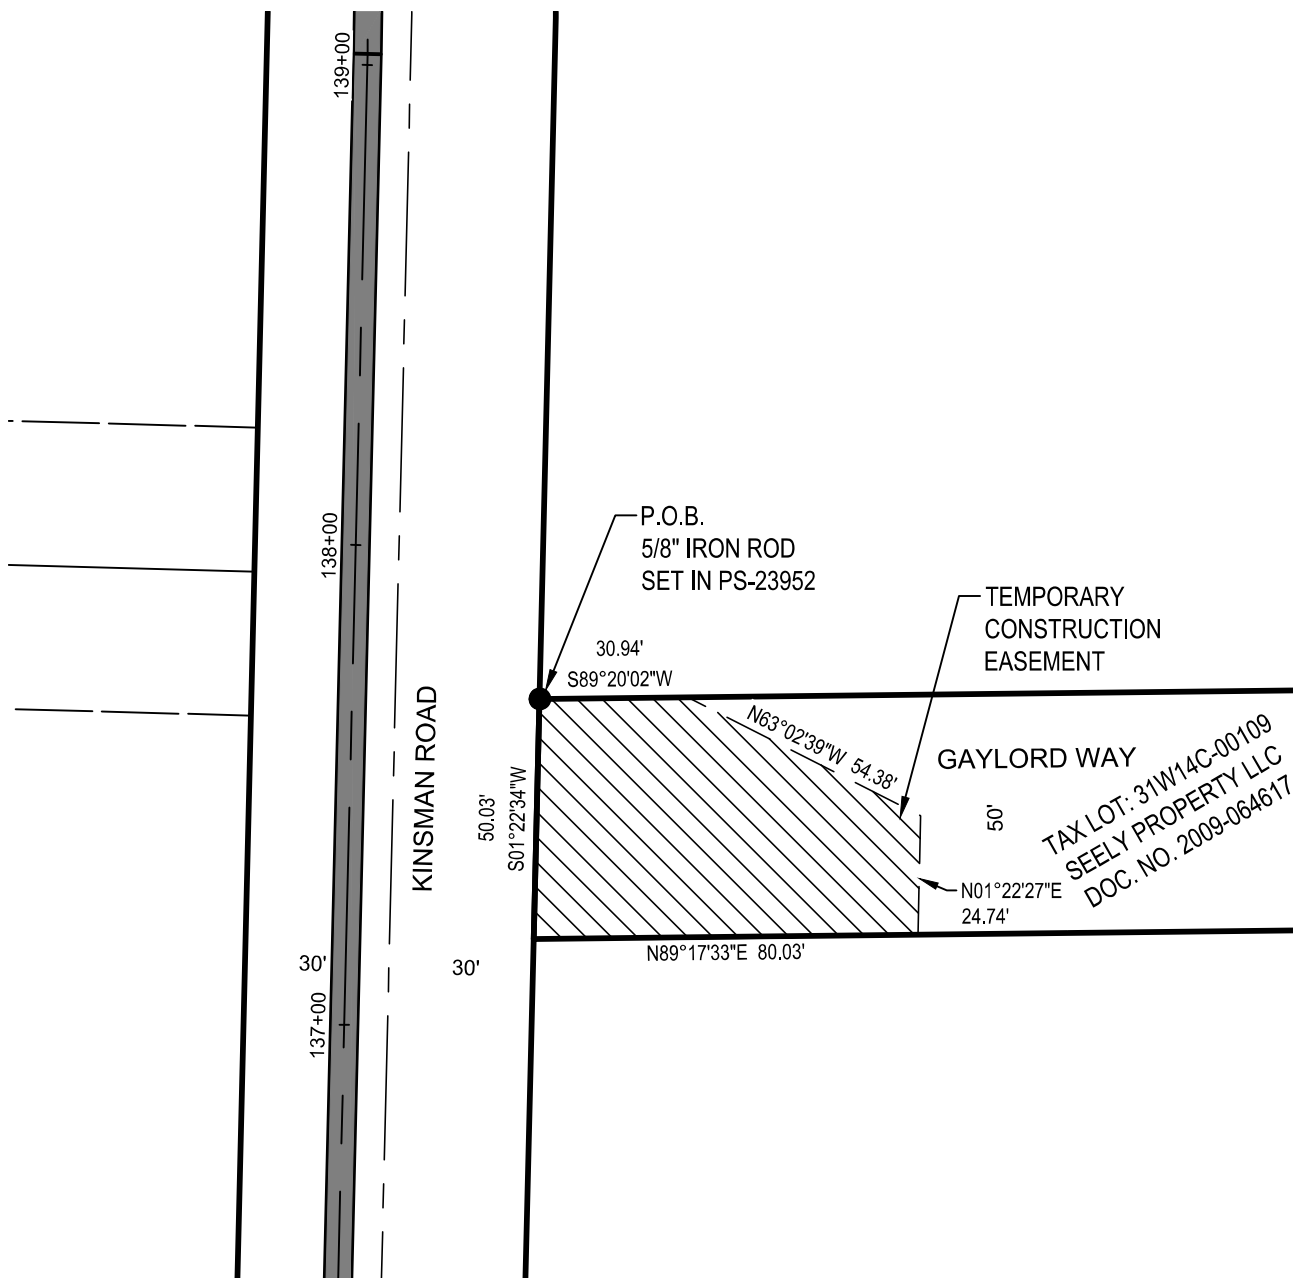 139+00
138+00
P.O.B.
5/8" IRON ROD
SET IN PS-23952
TEMPORARY
CONSTRUCTION
EASEMENT
30.94'
S89°20'02"W
KINSMAN ROAD
50.03'
S01°22'34"W
N63°02'39"W 54.38'
GAYLORD WAY
50'
TAX LOT: 31W14C-00109
SEELY PROPERTY LLC
DOC. NO. 2009-064617
N01°22'27"E
24.74'
N89°17'33"E 80.03'
30'
30'
137+00